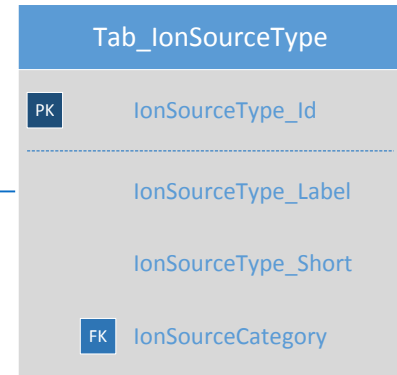 Tab_IonSourceType
PK IonSourceType_Id
IonSourceType_Label
IonSourceType_Short
FK IonSourceCategory